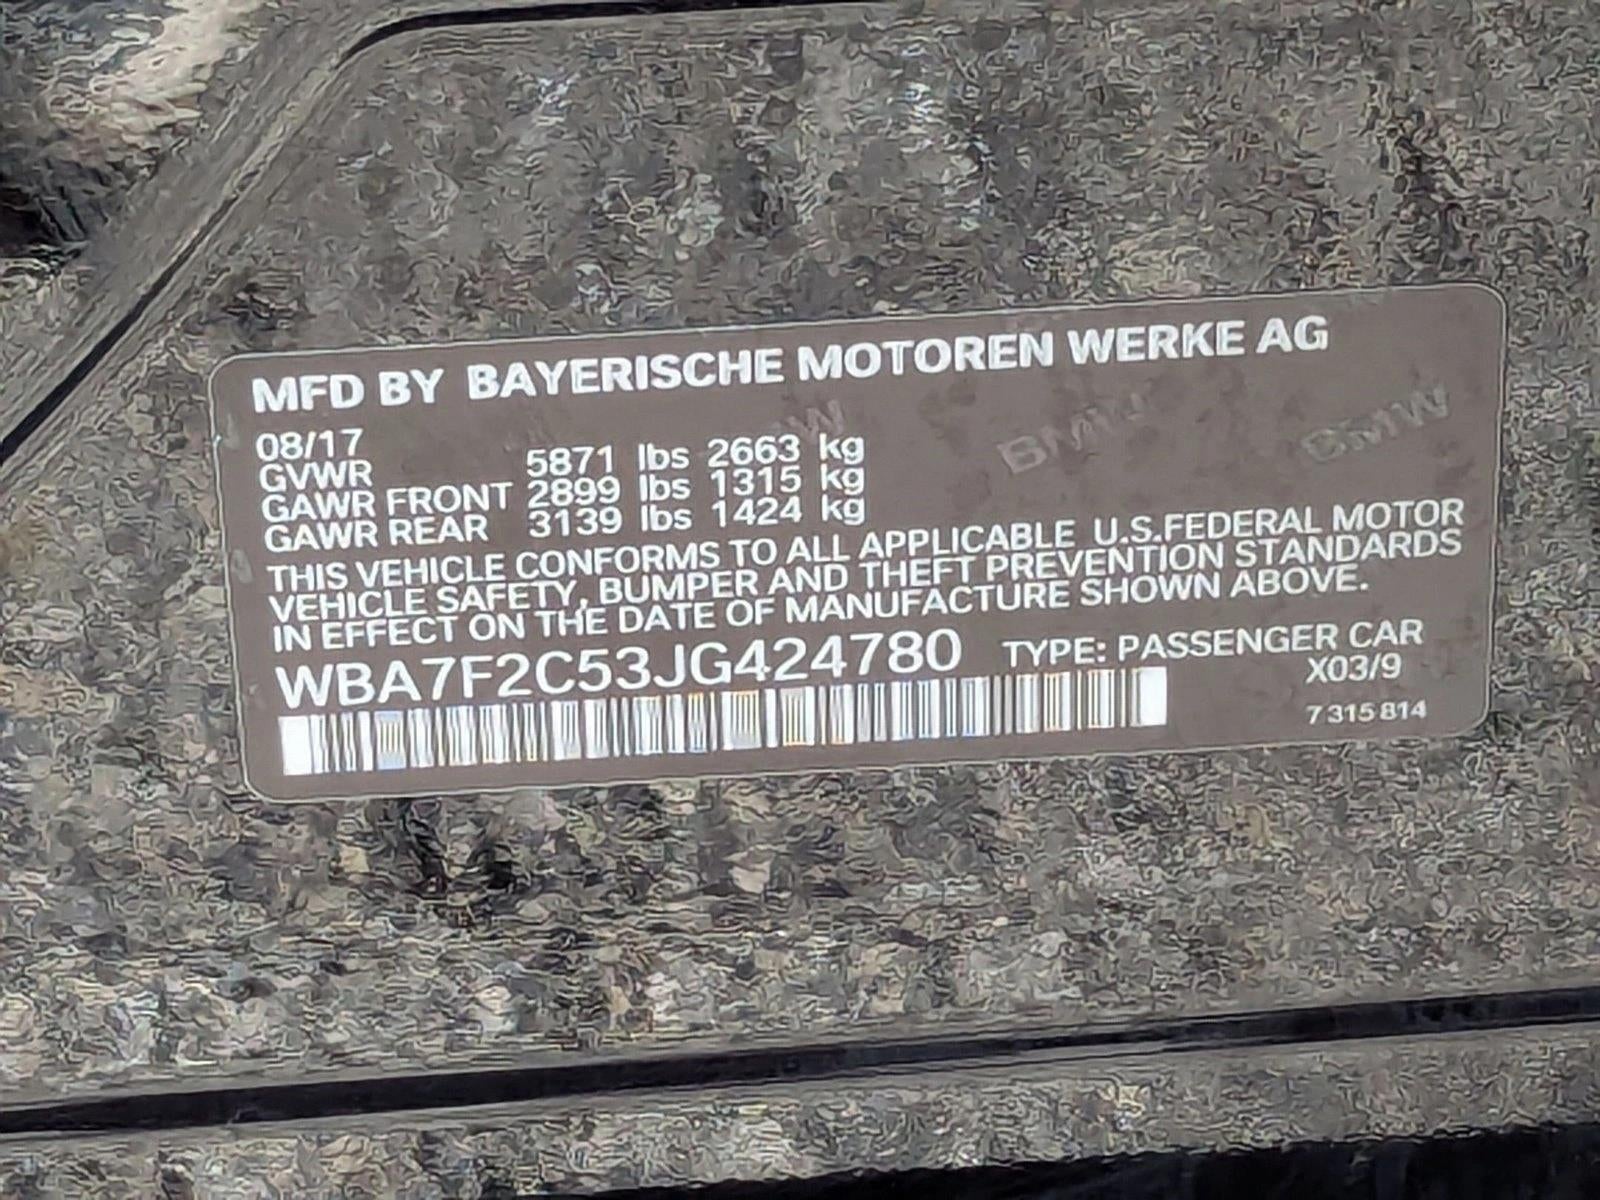 MFD BY BAYERISCHE MOTOREN WERKE AG
08/17
GVWR 5871 lbs 2663 kg
GAWR FRONT 2899 lbs 1315 kg
GAWR REAR 3139 lbs 1424 kg
THIS VEHICLE CONFORMS TO ALL APPLICABLE U.S.FEDERAL MOTOR
VEHICLE SAFETY, BUMPER AND THEFT PREVENTION STANDARDS
IN EFFECT ON THE DATE OF MANUFACTURE SHOWN ABOVE.
WBA7F2C53JG424780 TYPE: PASSENGER CAR
X03/9
7 315 814
BMW
BMW